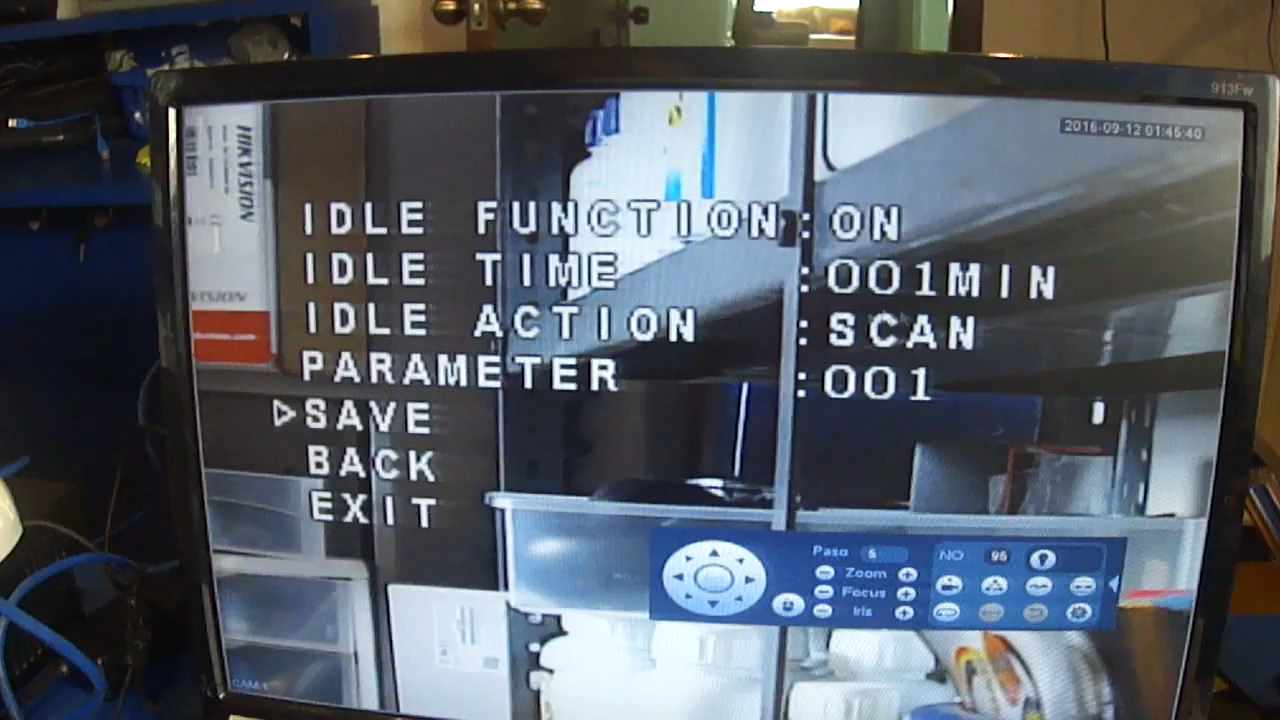 913Fw
2016-09-12 01:45:40
HIKVISION
VISION
IDLE FUNCTION:ON
IDLE TIME :001MIN
IDLE ACTION :SCAN
PARAMETER :001
SAVE
BACK
EXIT
Paso 5 NO 95
Zoom
Focus
Iris
CAM 1